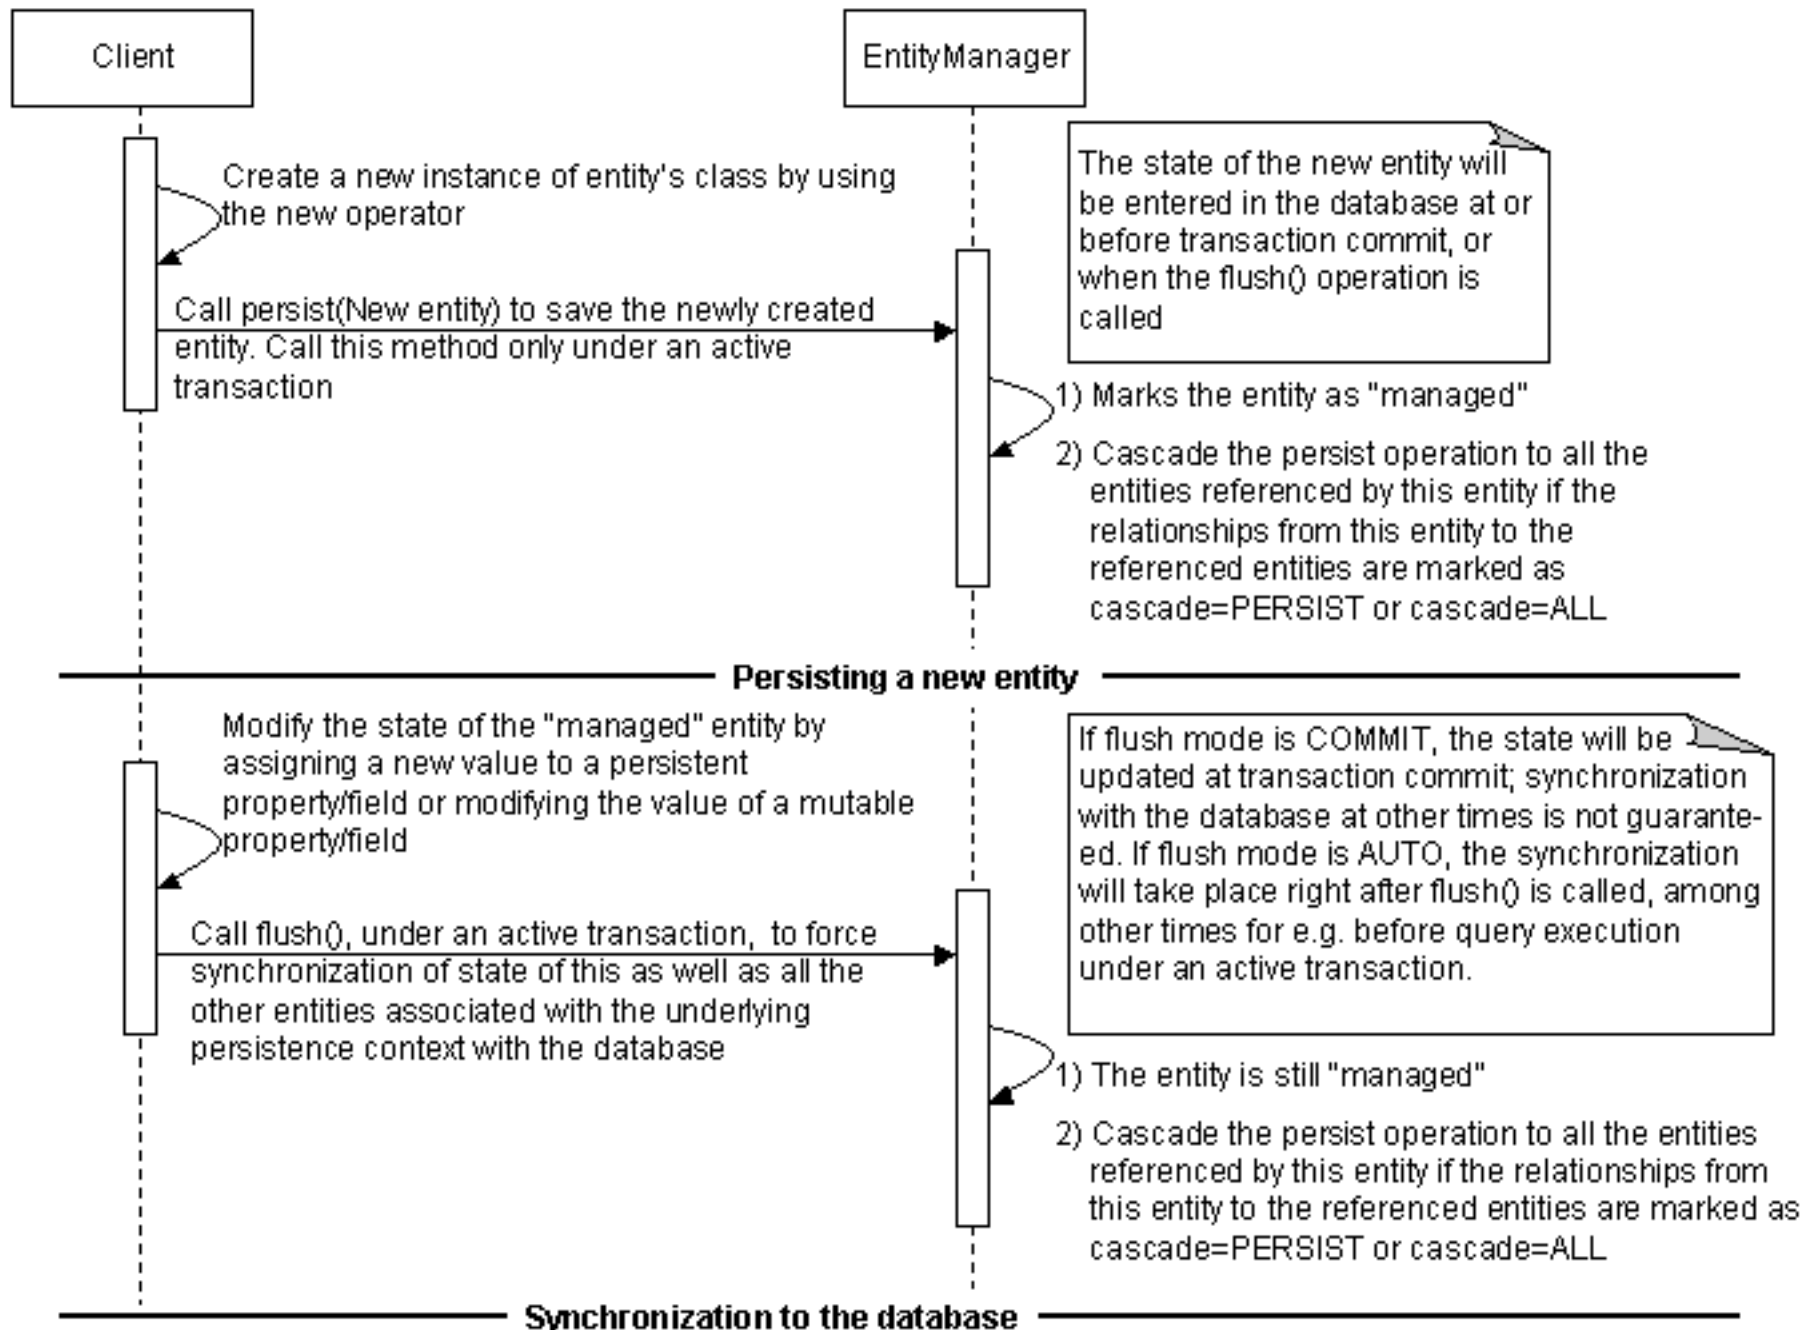 Client
EntityManager
The state of the new entity will
be entered in the database at or
before transaction commit, or
when the flush() operation is
called
Create a new instance of entity's class by using
the new operator
Call persist(New entity) to save the newly created
entity. Call this method only under an active
transaction
1) Marks the entity as "managed"
2) Cascade the persist operation to all the
entities referenced by this entity if the
relationships from this entity to the
referenced entities are marked as
cascade=PERSIST or cascade=ALL
Persisting a new entity
Modify the state of the "managed" entity by
assigning a new value to a persistent
property/field or modifying the value of a mutable
property/field
If flush mode is COMMIT, the state will be
updated at transaction commit; synchronization
with the database at other times is not guarante-
ed. If flush mode is AUTO, the synchronization
will take place right after flush() is called, among
other times for e.g. before query execution
under an active transaction.
Call flush(), under an active transaction, to force
synchronization of state of this as well as all the
other entities associated with the underlying
persistence context with the database
1) The entity is still "managed"
2) Cascade the persist operation to all the entities
referenced by this entity if the relationships from
this entity to the referenced entities are marked as
cascade=PERSIST or cascade=ALL
Synchronization to the database